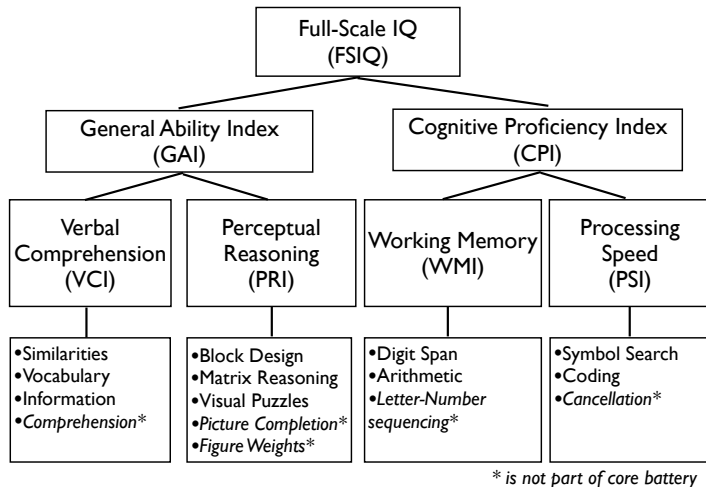 Full-Scale IQ
(FSIQ)
General Ability Index
(GAI)
Cognitive Proficiency Index
(CPI)
Verbal
Comprehension
(VCI)
Perceptual
Reasoning
(PRI)
Working Memory
(WMI)
Processing
Speed
(PSI)
•Similarities
•Vocabulary
•Information
•Comprehension*
•Block Design
•Matrix Reasoning
•Visual Puzzles
•Picture Completion*
•Figure Weights*
•Digit Span
•Arithmetic
•Letter-Number
sequencing*
•Symbol Search
•Coding
•Cancellation*
* is not part of core battery